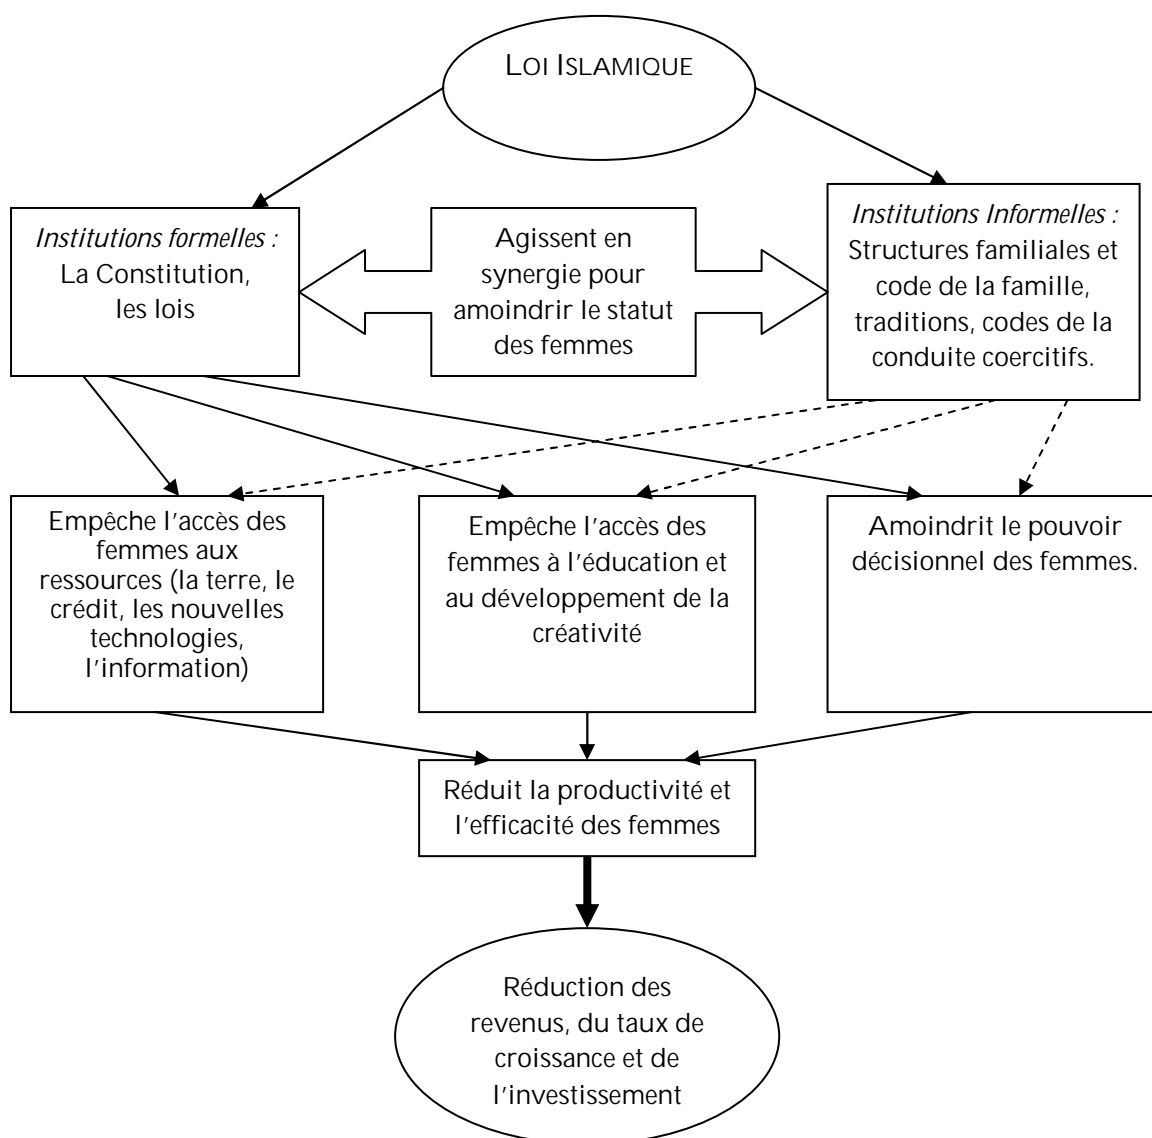 LOI ISLAMIQUE
Institutions formelles :
La Constitution,
les lois
Agissent en
synergie pour
amoindrir le statut
des femmes
Institutions Informelles :
Structures familiales et
code de la famille,
traditions, codes de la
conduite coercitifs.
Empêche l'accès des
femmes aux
ressources (la terre, le
crédit, les nouvelles
technologies,
l'information)
Empêche l'accès des
femmes à l'éducation et
au développement de la
créativité
Amoindrit le pouvoir
décisionnel des femmes.
Réduit la productivité et
l'efficacité des femmes
Réduction des
revenus, du taux de
croissance et de
l'investissement